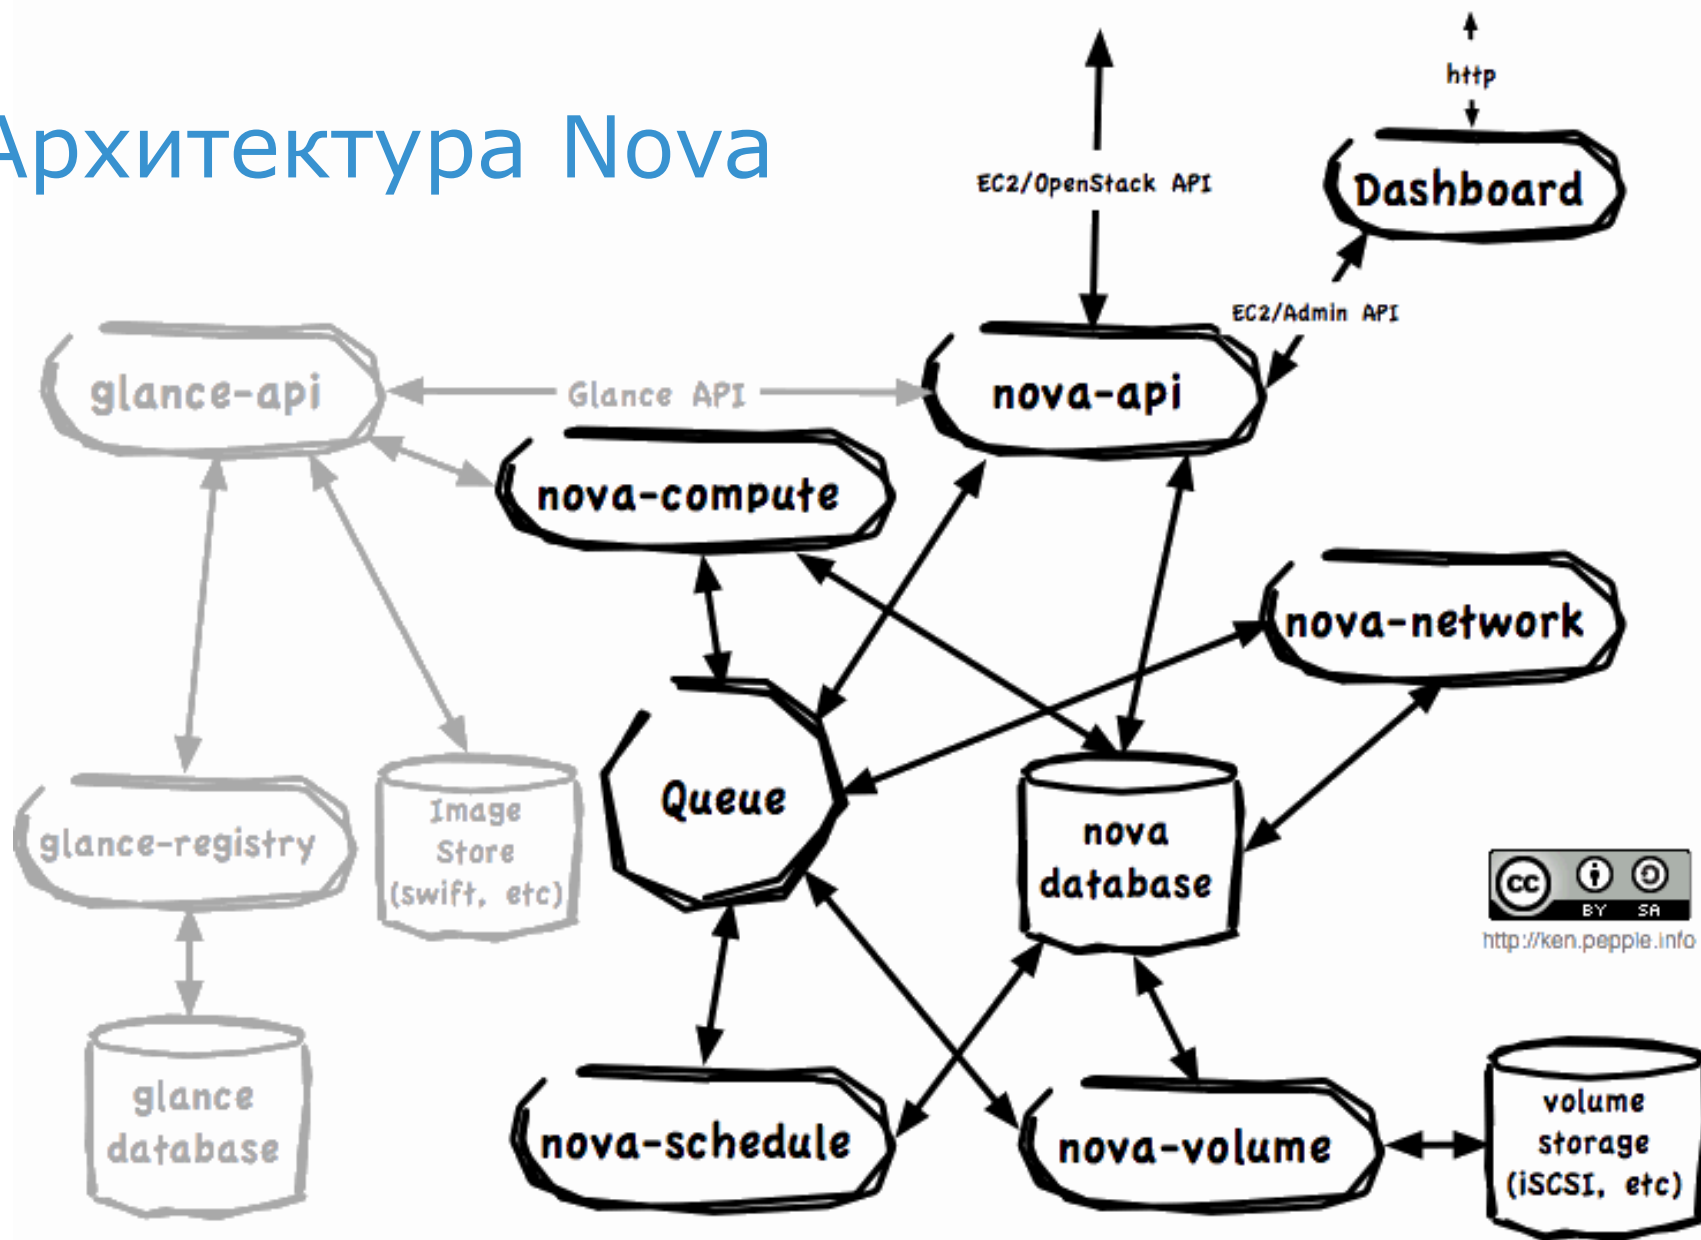 http
Архитектура Nova
EC2/OpenStack API
Dashboard
EC2/Admin API
glance-api
Glance API
nova-api
nova-compute
nova-network
Queue
Image
Store
(swift, etc)
glance-registry
nova
database
CC
BY SA
http://ken.pepple.info
glance
database
nova-schedule
nova-volume
volume
storage
(iSCSI, etc)